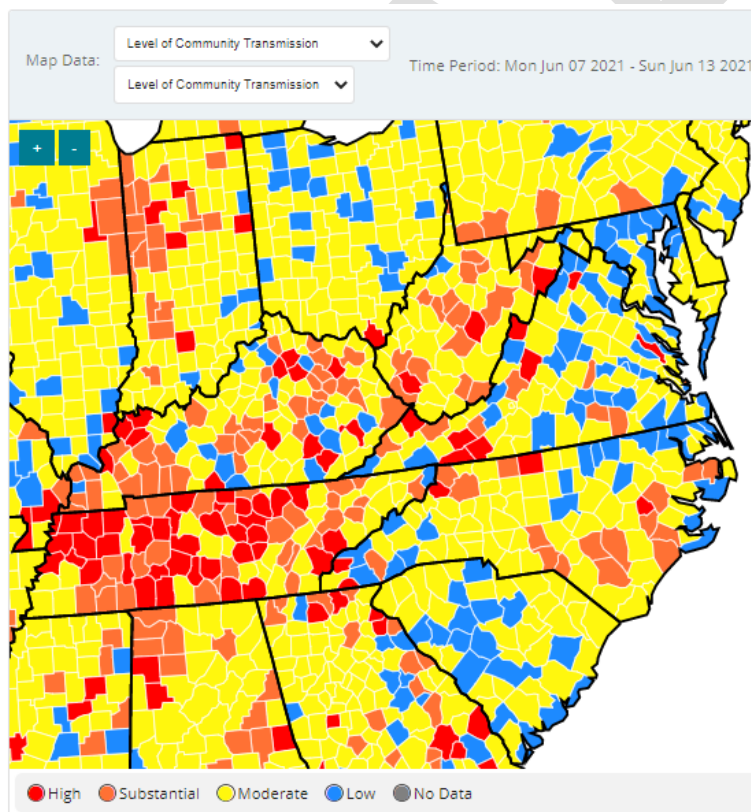 Map Data:
Level of Community Transmission
Level of Community Transmission
Time Period: Mon Jun 07 2021 - Sun Jun 13 2021
+ -
High Substantial Moderate Low No Data